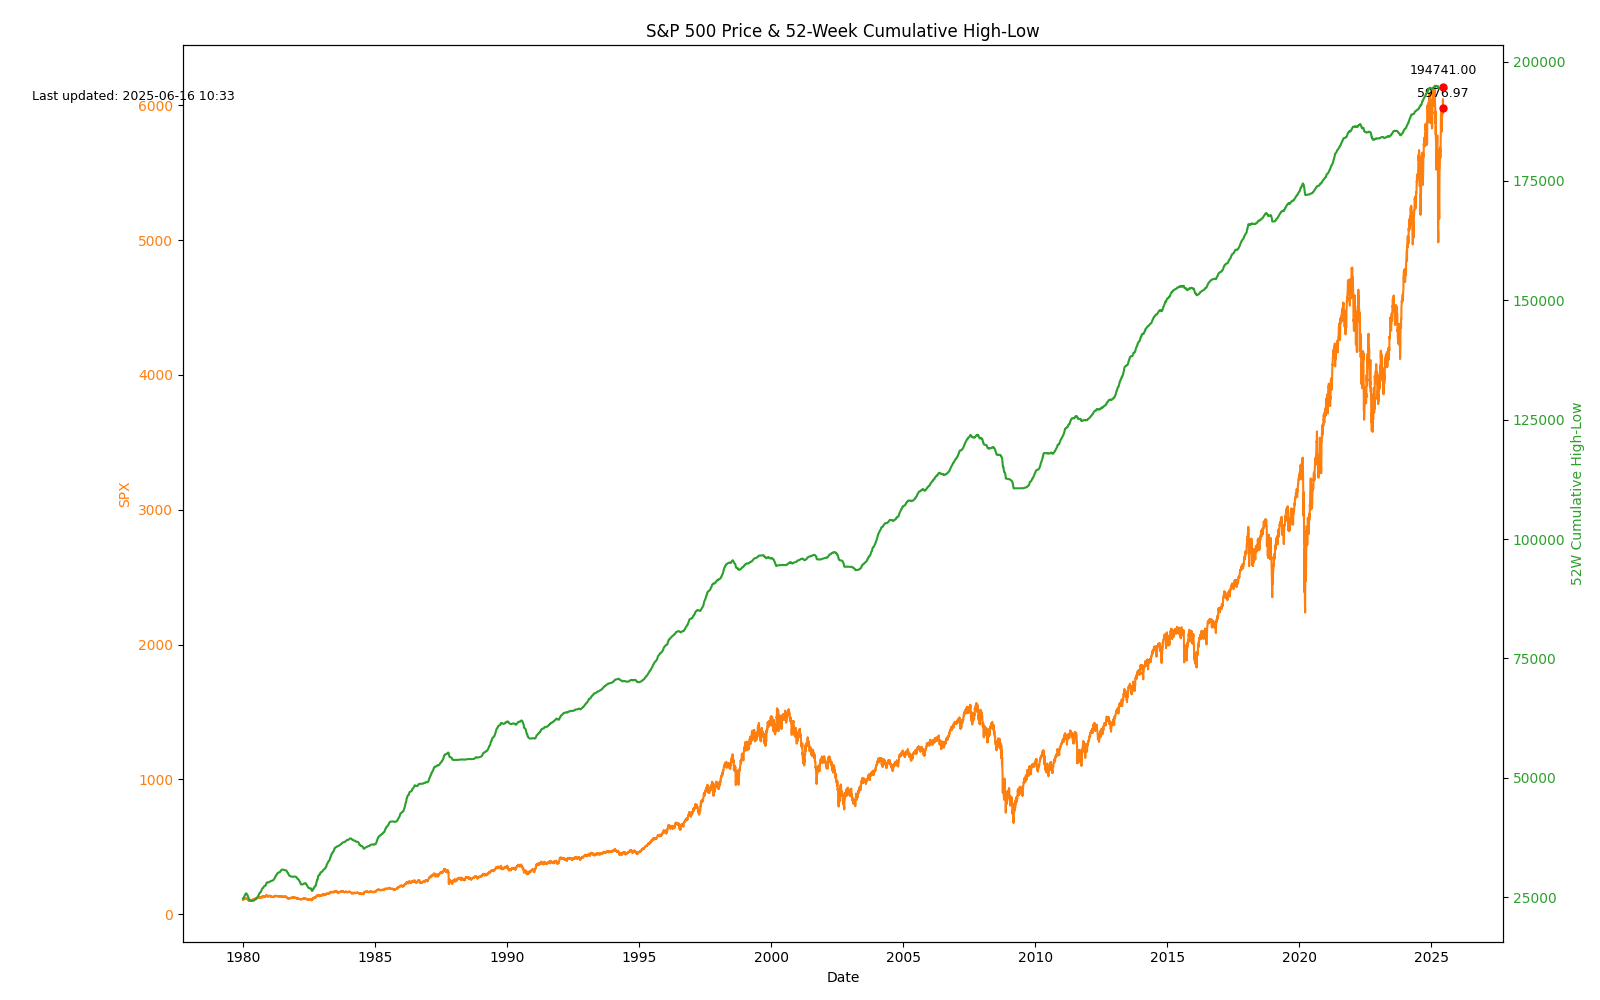 S&P 500 Price & 52-Week Cumulative High-Low
Last updated: 2025-06-16 10:33
194741.00
5976.97
SPX
6000
5000
4000
3000
2000
1000
0
200000
175000
150000
125000
100000
75000
50000
25000
52W Cumulative High-Low
1980 1985 1990 1995 2000 2005 2010 2015 2020 2025
Date